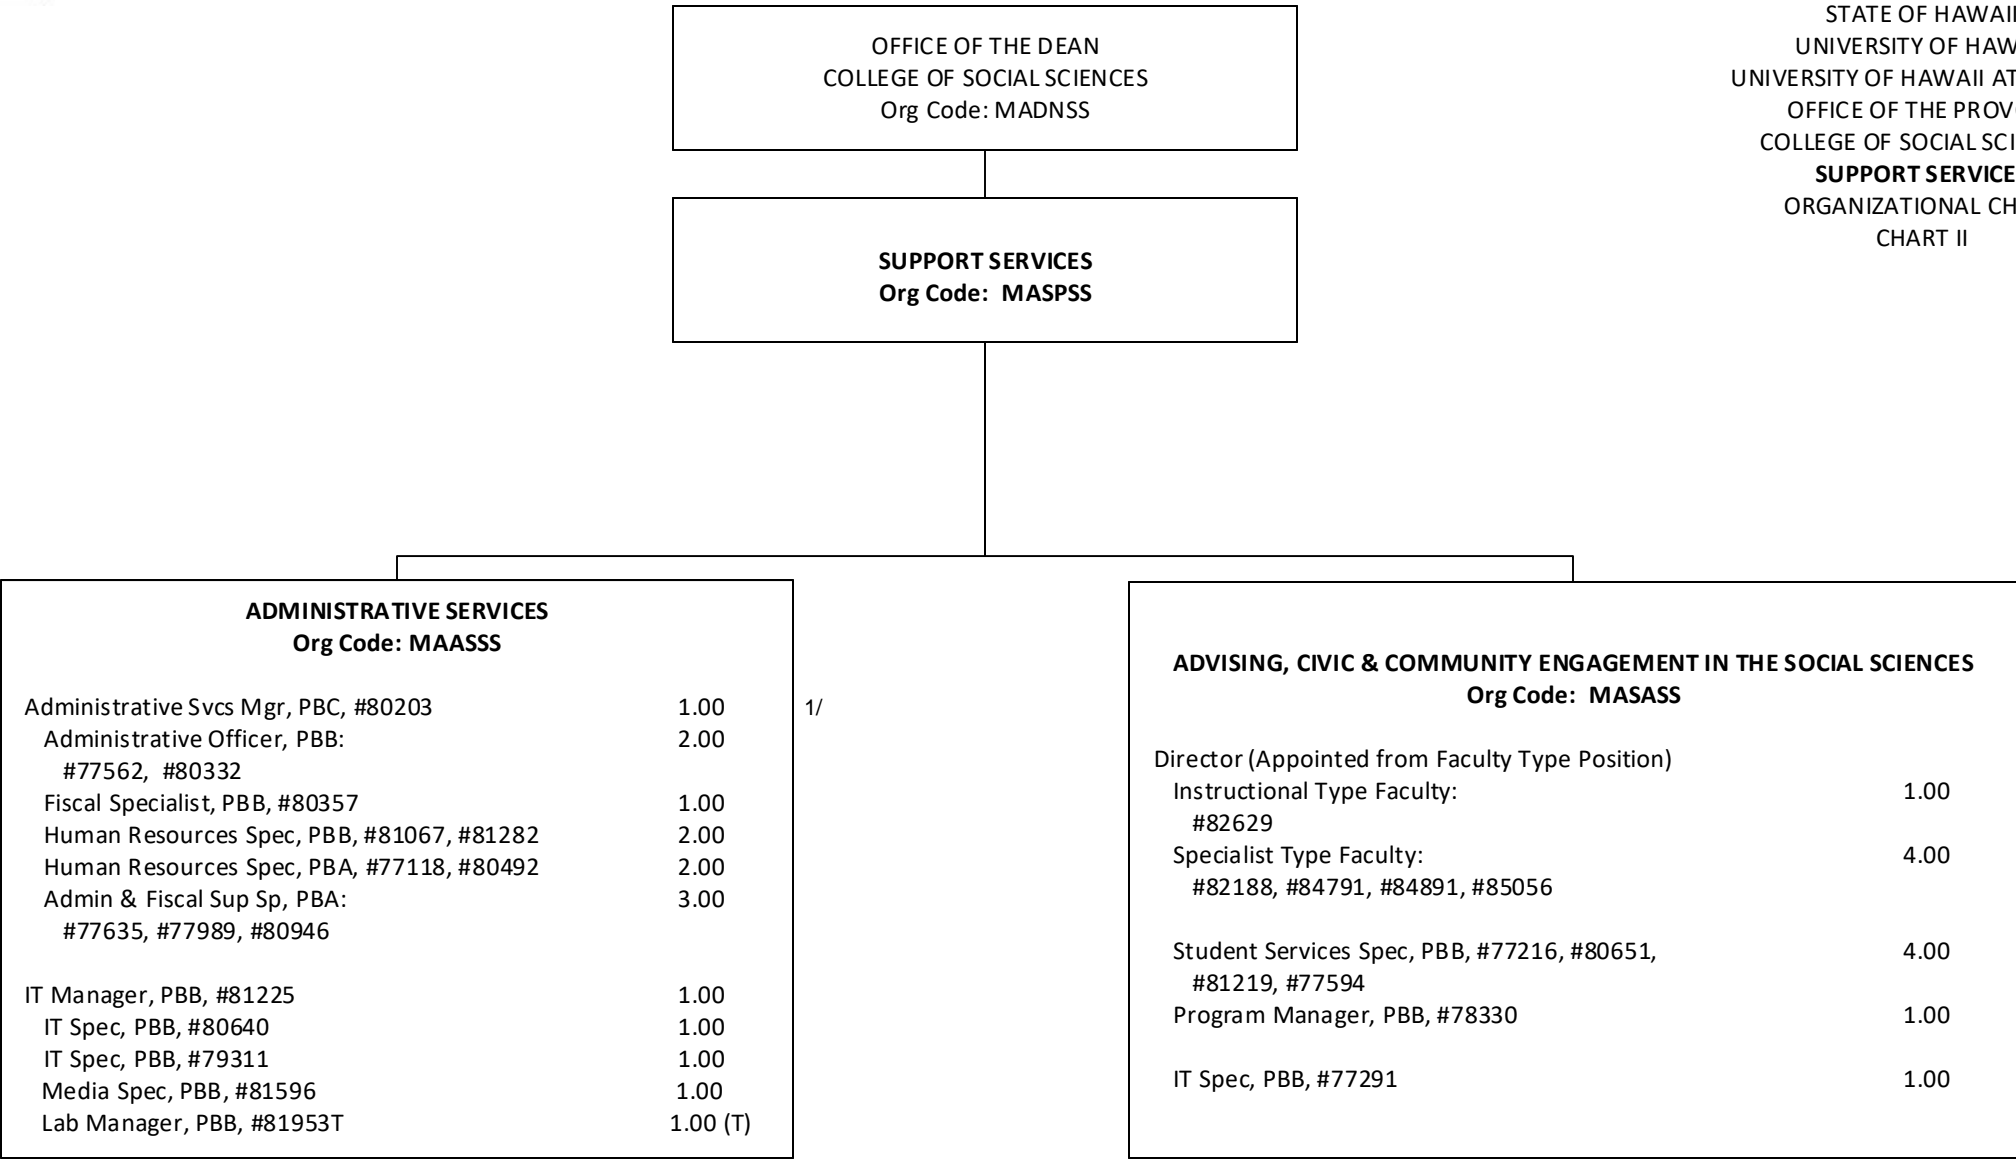 OFFICE OF THE DEAN
COLLEGE OF SOCIAL SCIENCES
Org Code: MADNSS
STATE OF HAWAII
UNIVERSITY OF HAW
UNIVERSITY OF HAWAII AT
OFFICE OF THE PROV
COLLEGE OF SOCIAL SCI
SUPPORT SERVICE
ORGANIZATIONAL CH
CHART II
SUPPORT SERVICES
Org Code: MASPSS
ADMINISTRATIVE SERVICES
Org Code: MAASSS
Administrative Svcs Mgr, PBC, #80203 1.00 1/
Administrative Officer, PBB: 2.00
#77562, #80332
Fiscal Specialist, PBB, #80357 1.00
Human Resources Spec, PBB, #81067, #81282 2.00
Human Resources Spec, PBA, #77118, #80492 2.00
Admin & Fiscal Sup Sp, PBA: 3.00
#77635, #77989, #80946
IT Manager, PBB, #81225 1.00
IT Spec, PBB, #80640 1.00
IT Spec, PBB, #79311 1.00
Media Spec, PBB, #81596 1.00
Lab Manager, PBB, #81953T 1.00 (T)
ADVISING, CIVIC & COMMUNITY ENGAGEMENT IN THE SOCIAL SCIENCES
Org Code: MASASS
Director (Appointed from Faculty Type Position)
Instructional Type Faculty: 1.00
#82629
Specialist Type Faculty: 4.00
#82188, #84791, #84891, #85056
Student Services Spec, PBB, #77216, #80651, 4.00
#81219, #77594
Program Manager, PBB, #78330 1.00
IT Spec, PBB, #77291 1.00